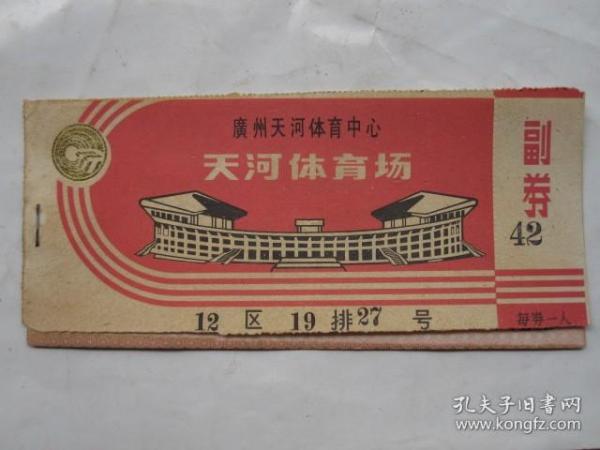 廣州天河体育中心
天河体育场
12 区 19 排 27 号
副券
42
每券一人
孔夫子旧书网
www.kongfz.com